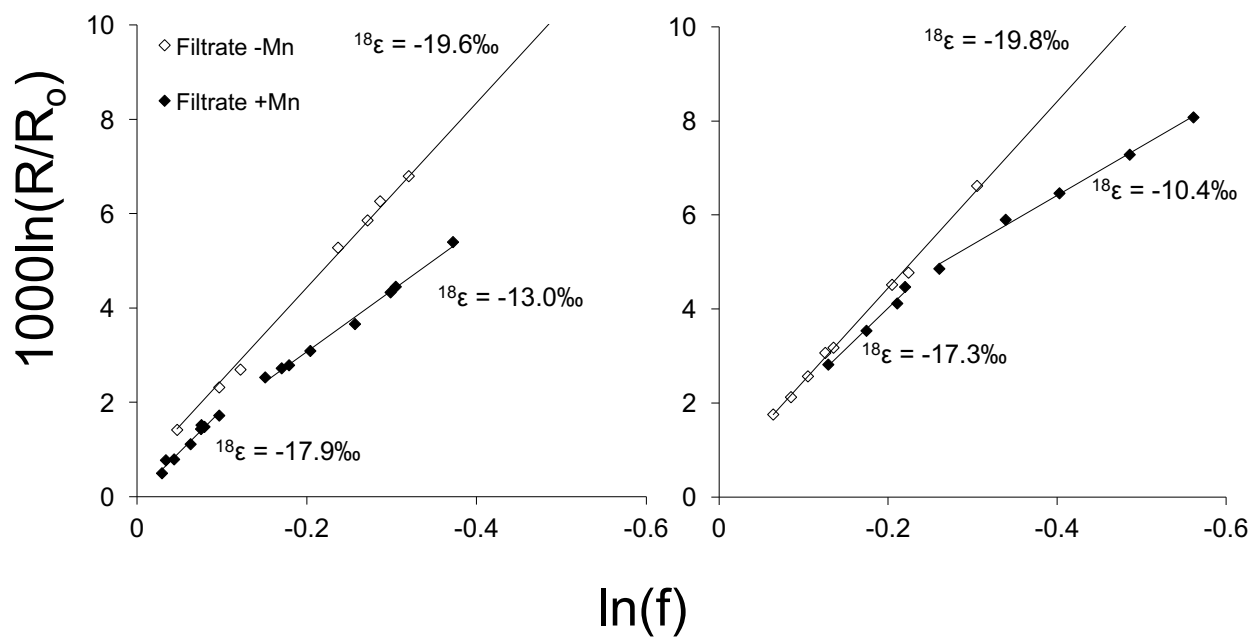 1000ln(R/Ro)
10
8
6
4
2
0
Filtrate -Mn
Filtrate +Mn
18ε = -19.6‰
18ε = -13.0‰
18ε = -17.9‰
0
-0.2
-0.4
-0.6
10
8
6
4
2
0
18ε = -19.8‰
18ε = -10.4‰
18ε = -17.3‰
0
-0.2
-0.4
-0.6
ln(f)